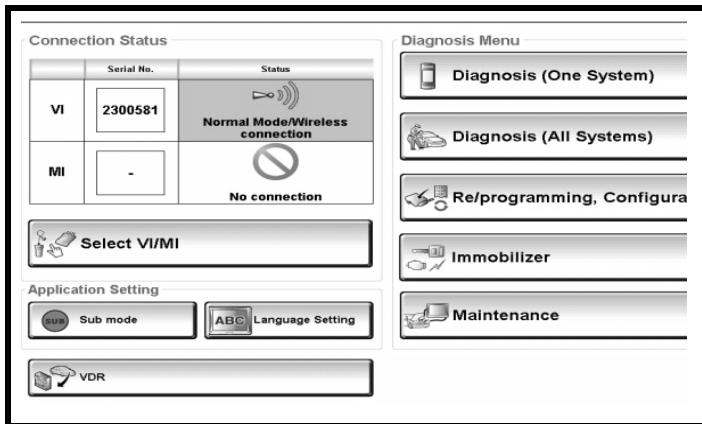 Connection Status
Serial No.
Status
VI
2300581
Normal Mode/Wireless
connection
MI
-
No connection
Select VI/MI
Application Setting
SUB
Sub mode
ABC
Language Setting
VDR
Diagnosis Menu
Diagnosis (One System)
Diagnosis (All Systems)
Re/programming, Configura
Immobilizer
Maintenance